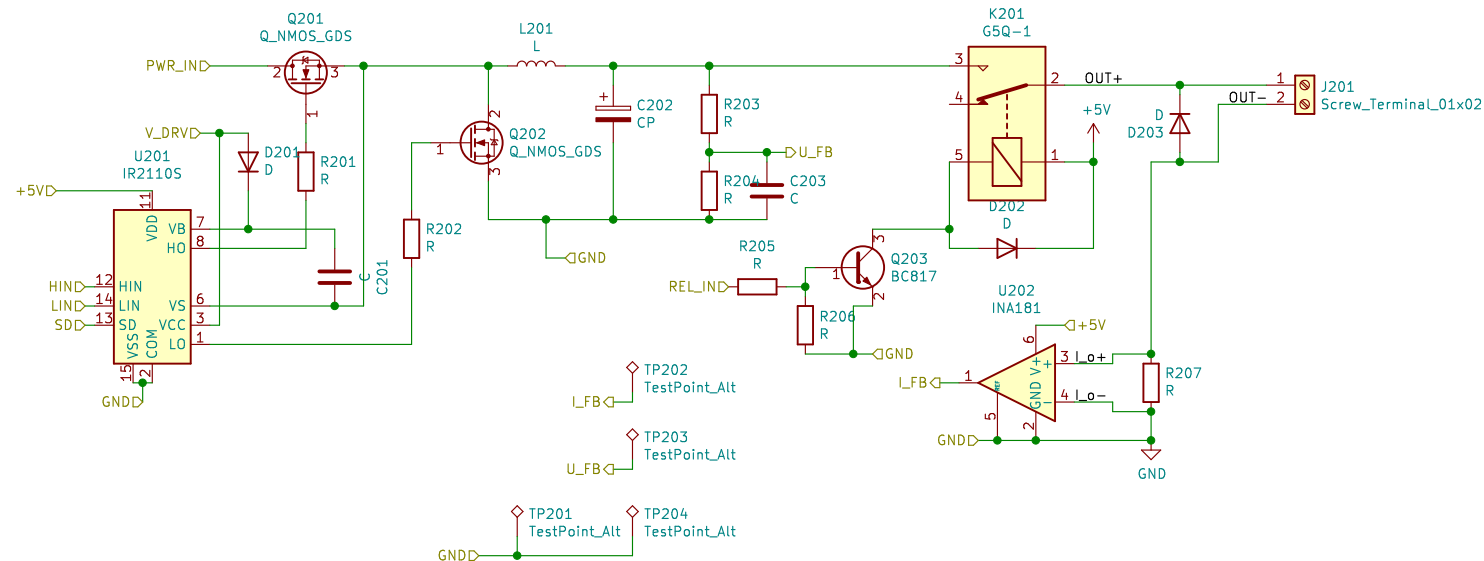 Q201
Q_NMOS_GDS
PWR_IN
2
3
1
L201
L
K201
G5Q-1
3
4
5
2
1
OUT+
OUT-
+5V
1
2
J201
Screw_Terminal_01x02
D
D203
V_DRV
D201
D
R201
R
U201
IR2110S
+5V
11
VDD
VB
7
HO
8
12
HIN
HIN
14
LIN
LIN
13
SD
SD
VS
6
VCC
3
LO
1
VSS
COM
15
2
GND
C
C201
R202
R
Q202
Q_NMOS_GDS
1
2
3
+
C202
CP
R203
R
U_FB
R204
R
C203
C
GND
D202
D
R205
R
REL_IN
Q203
BC817
1
3
2
R206
R
GND
U202
INA181
+5V
6
3
I_o+
4
I_o-
V+
GND
+
−
REF
1
I_FB
5
2
GND
R207
R
GND
TP202
TestPoint_Alt
I_FB
TP203
TestPoint_Alt
U_FB
TP201
TestPoint_Alt
TP204
TestPoint_Alt
GND